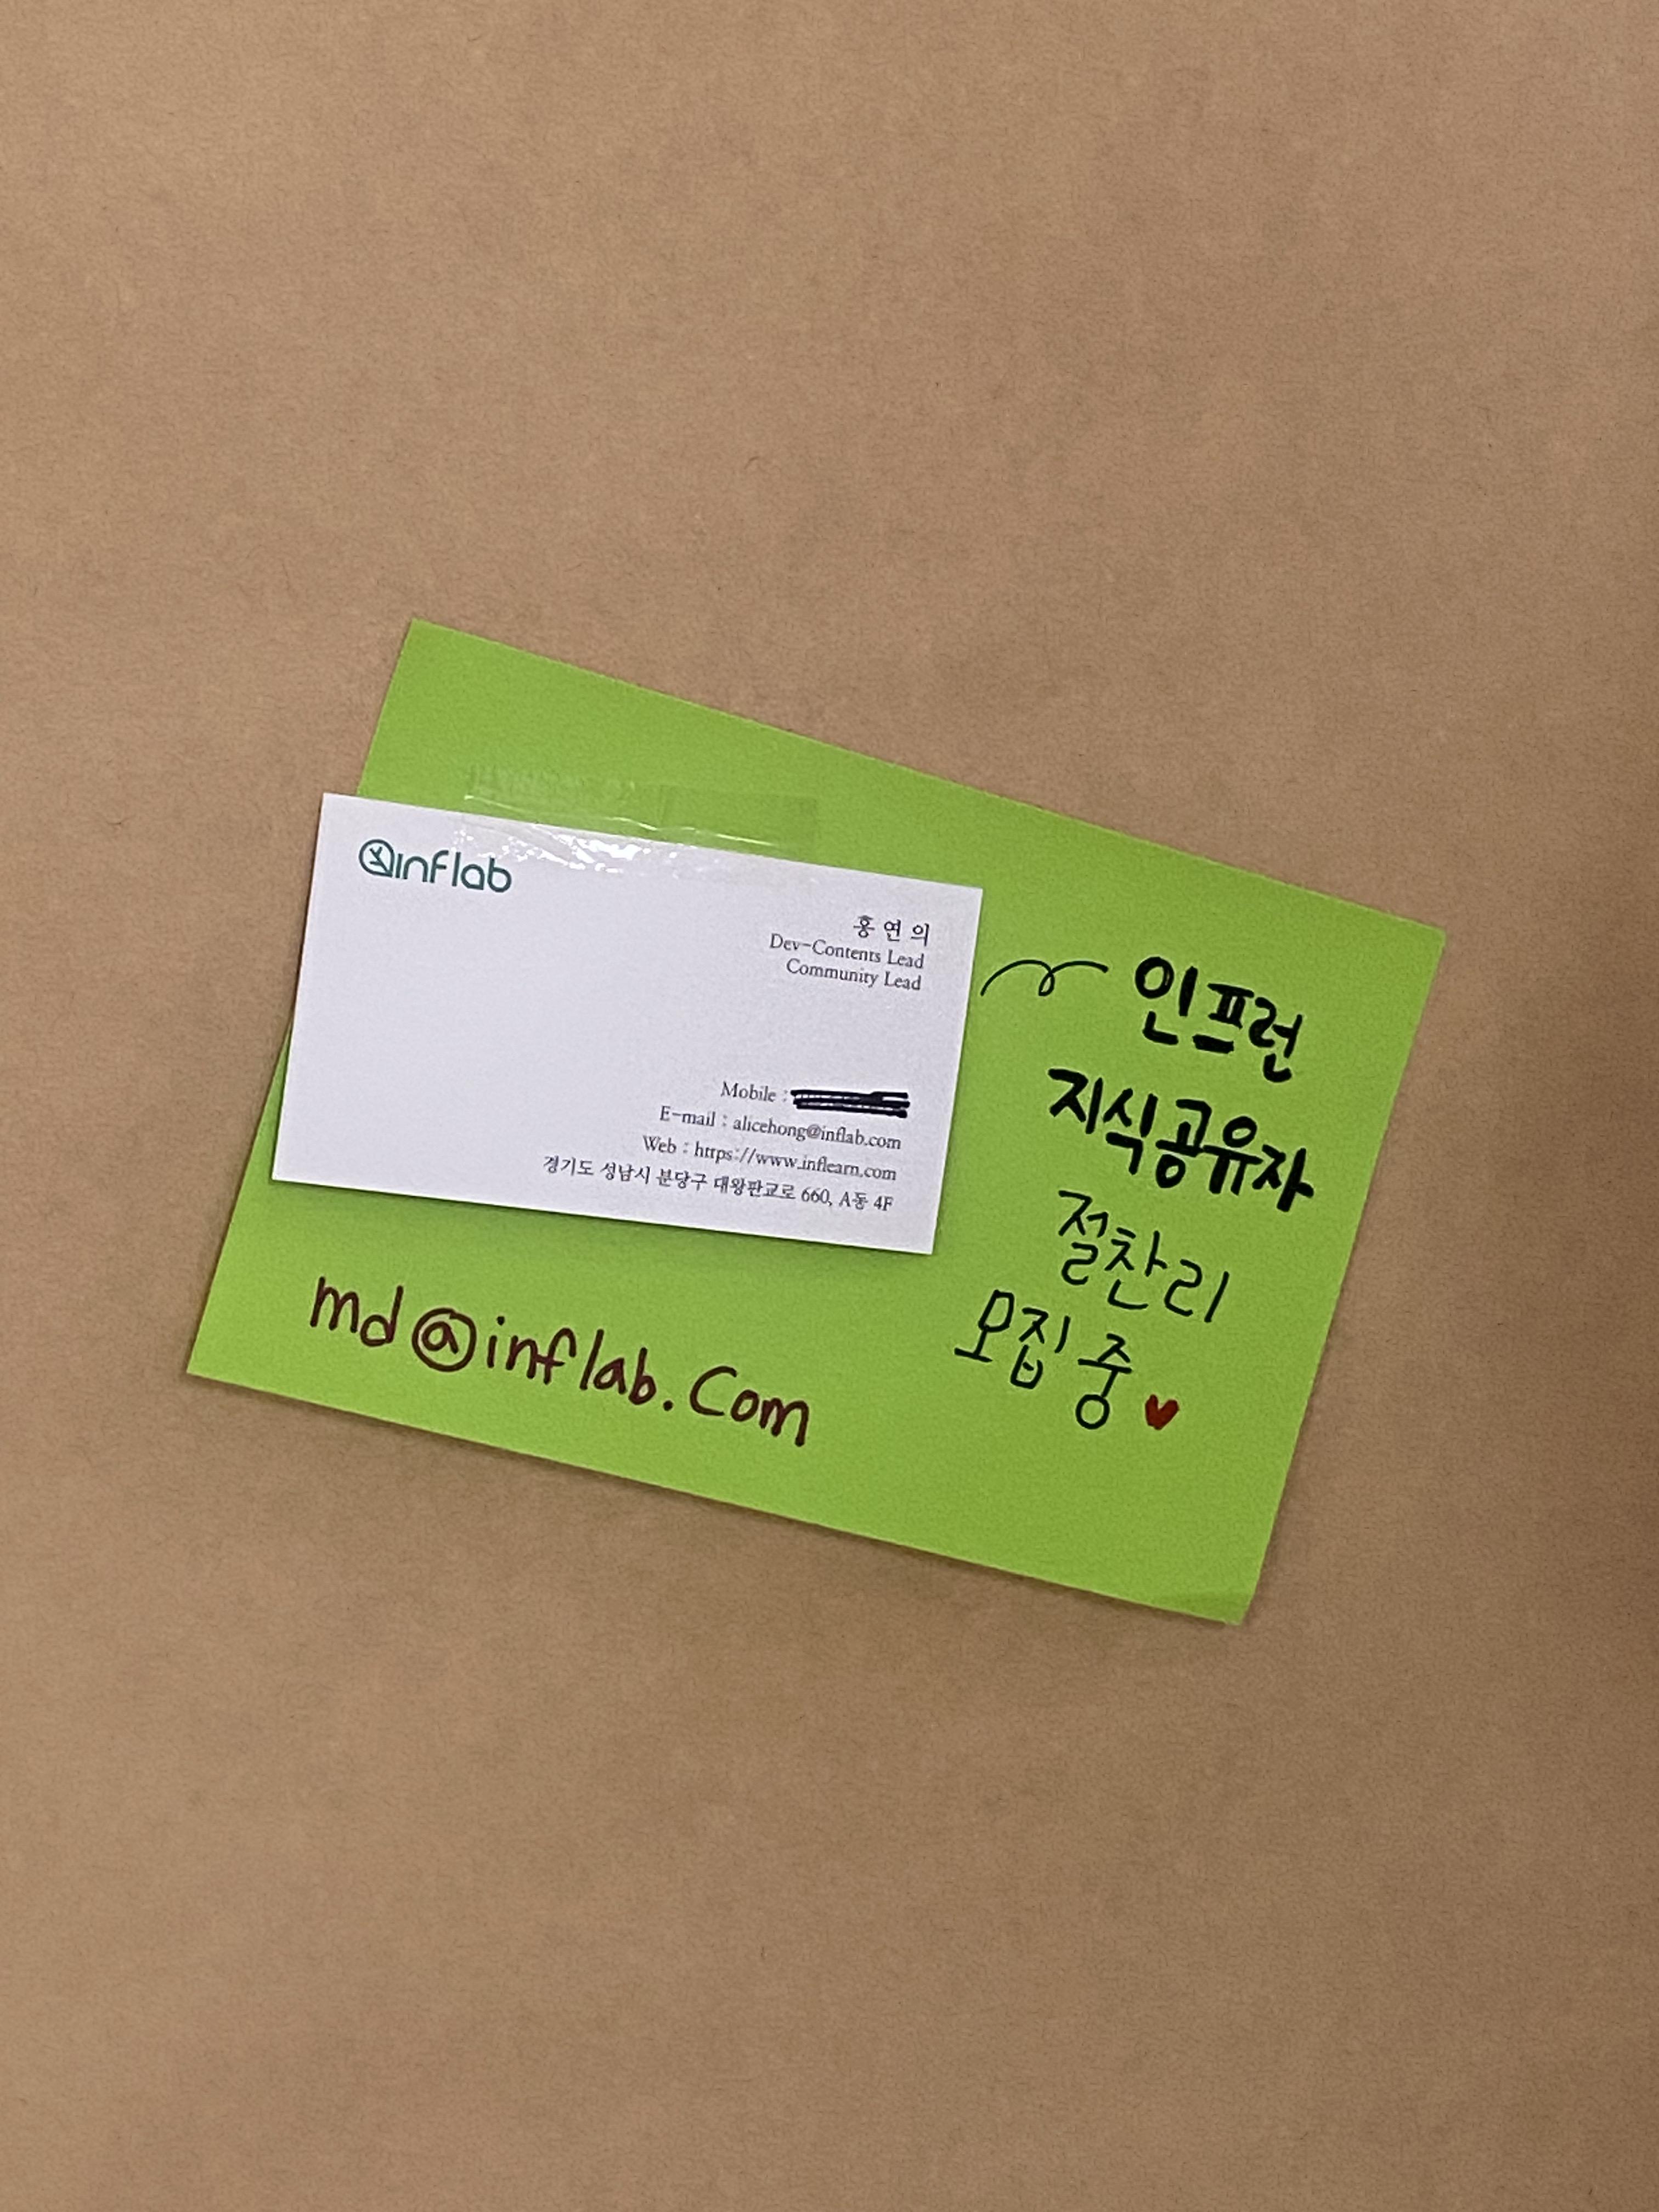 inflab
홍연의
Dev-Contents Lead
Community Lead
Mobile :
E-mail : alicehong@inflab.com
Web : https://www.inflearn.com
경기도 성남시 분당구 대왕판교로 660, A동 4F
인프런
지식공유자
절찬리
모집중
md@inflab.com